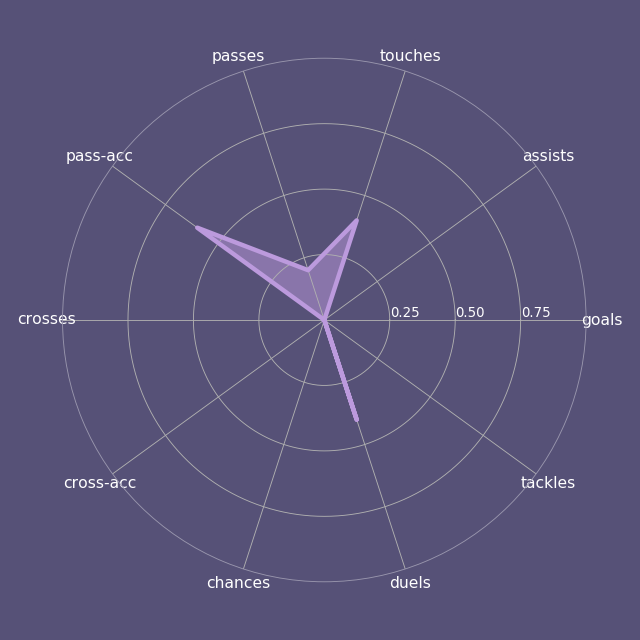 passes
touches
pass-acc
assists
crosses
0.25
0.50
0.75
goals
cross-acc
tackles
chances
duels